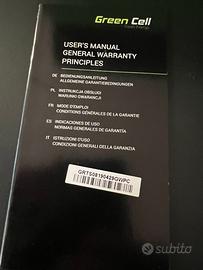 Green Cell
USER'S MANUAL
GENERAL WARRANTY
PRINCIPLES
DE BEDIENUNGSANLEITUNG
ALLGEMEINE GARANTIEBEDINGUNGEN
PL INSTRUKCJA OBSŁUGI
WARUNKI GWARANCJI
FR MODE D'EMPLOI
CONDITIONS GÉNÉRALES DE LA GARANTIE
ES INDICACIONES DE USO
NORMAS GENERALES DE GARANTÍA
IT ISTRUZIONI D'USO
CONDIZIONI GENERALI DELLA GARANZIA
GRTS08190429GWPC
subito